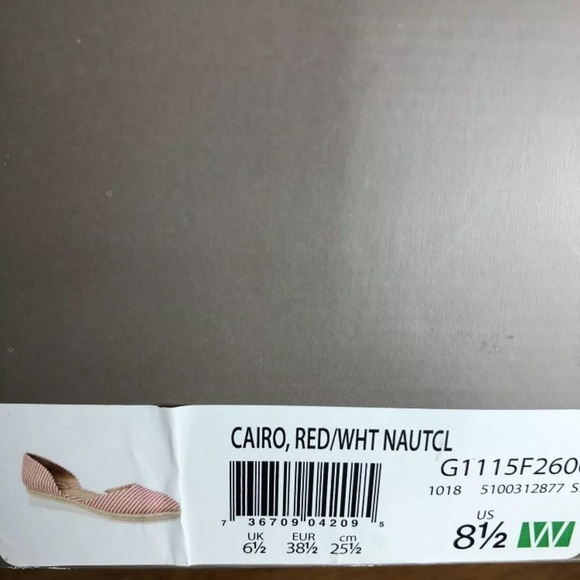 CAIRO, RED/WHT NAUTCL
G1115F260
1018 5100312877 S
7 36709 04209 5
UK EUR cm
6½ 38½ 25½
US
8½ W